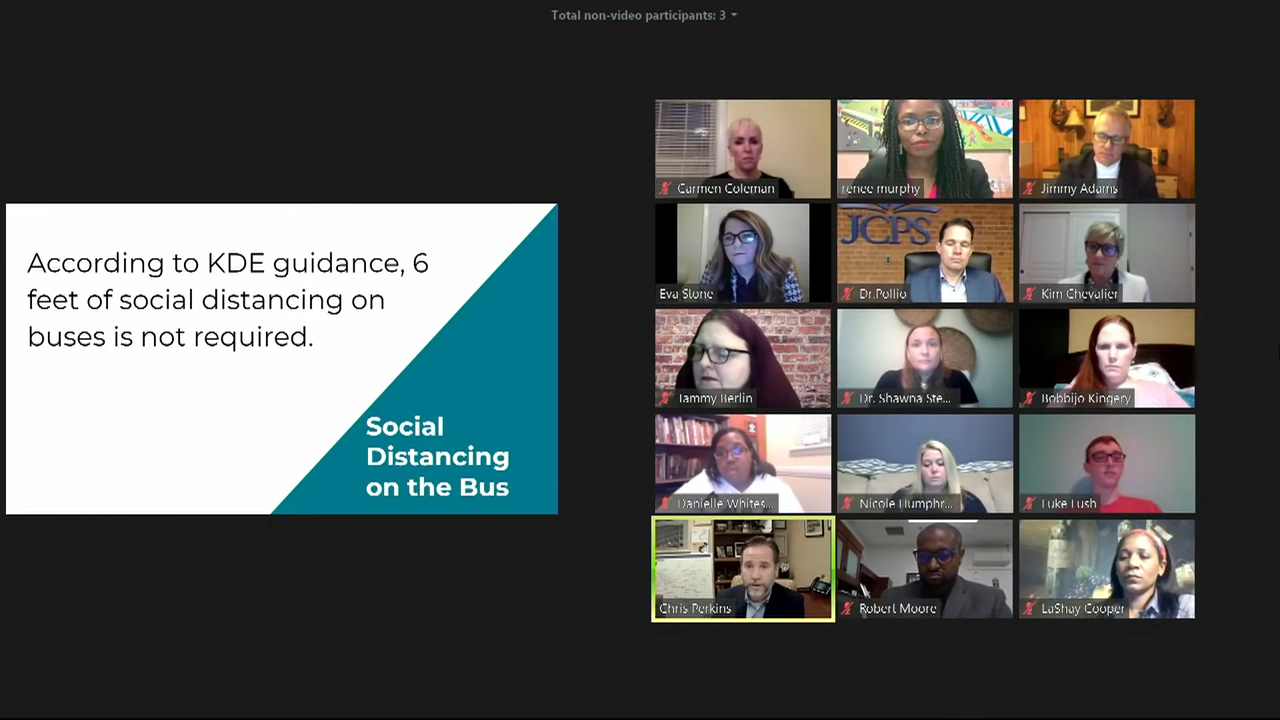 Total non-video participants: 3
According to KDE guidance, 6
feet of social distancing on
buses is not required.
Social
Distancing
on the Bus
Carmen Coleman
renee murphy
Jimmy Adams
Eva Stone
JCPS
Dr.Pollio
Kim Chevalier
Tammy Berlin
Dr. Shawna Ste...
Bobbijo Kingery
Danielle Whites...
Nicole Humphr...
Luke Lush
Chris Perkins
Robert Moore
LaShay Cooper